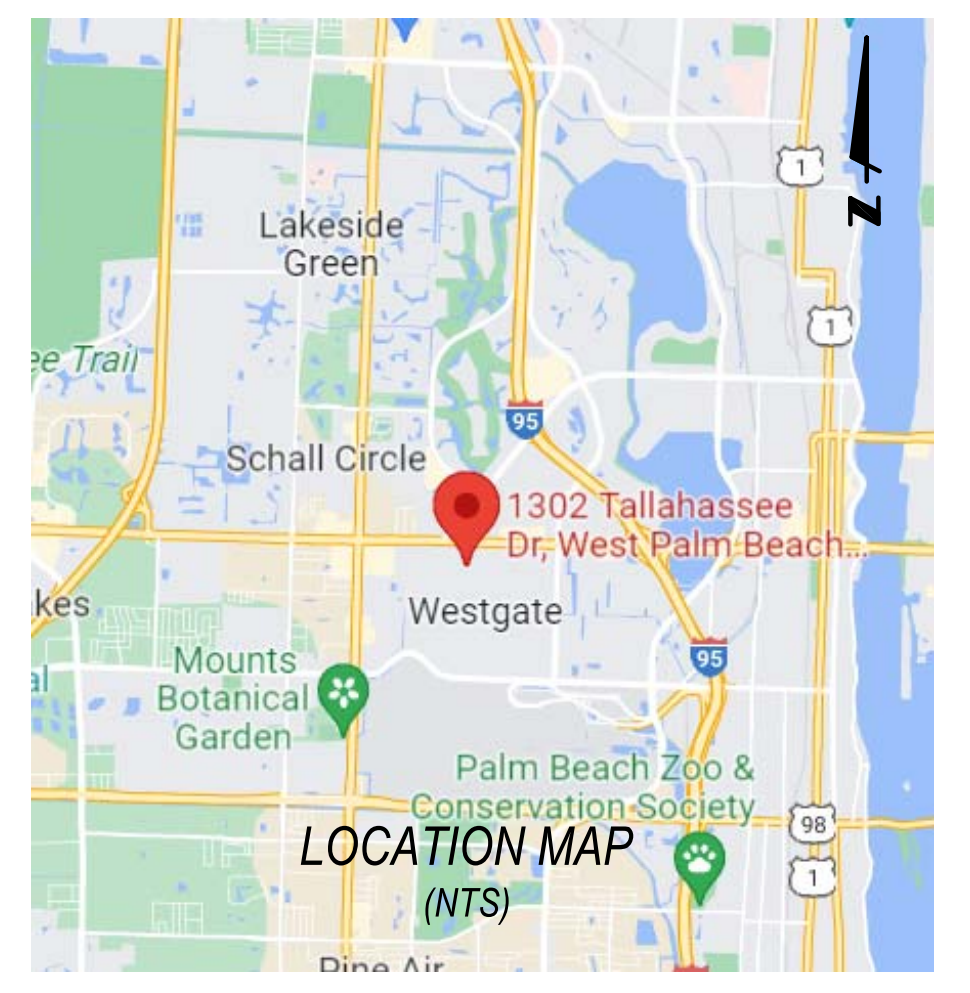 1
N
Lakeside
Green
1
ee Trail
95
Schall Circle
1302 Tallahassee
Dr, West Palm Beach...
kes
Westgate
95
Mounts
Botanical
Garden
al
Palm Beach Zoo &
Conservation Society
98
LOCATION MAP
1
(NTS)
Pine Air